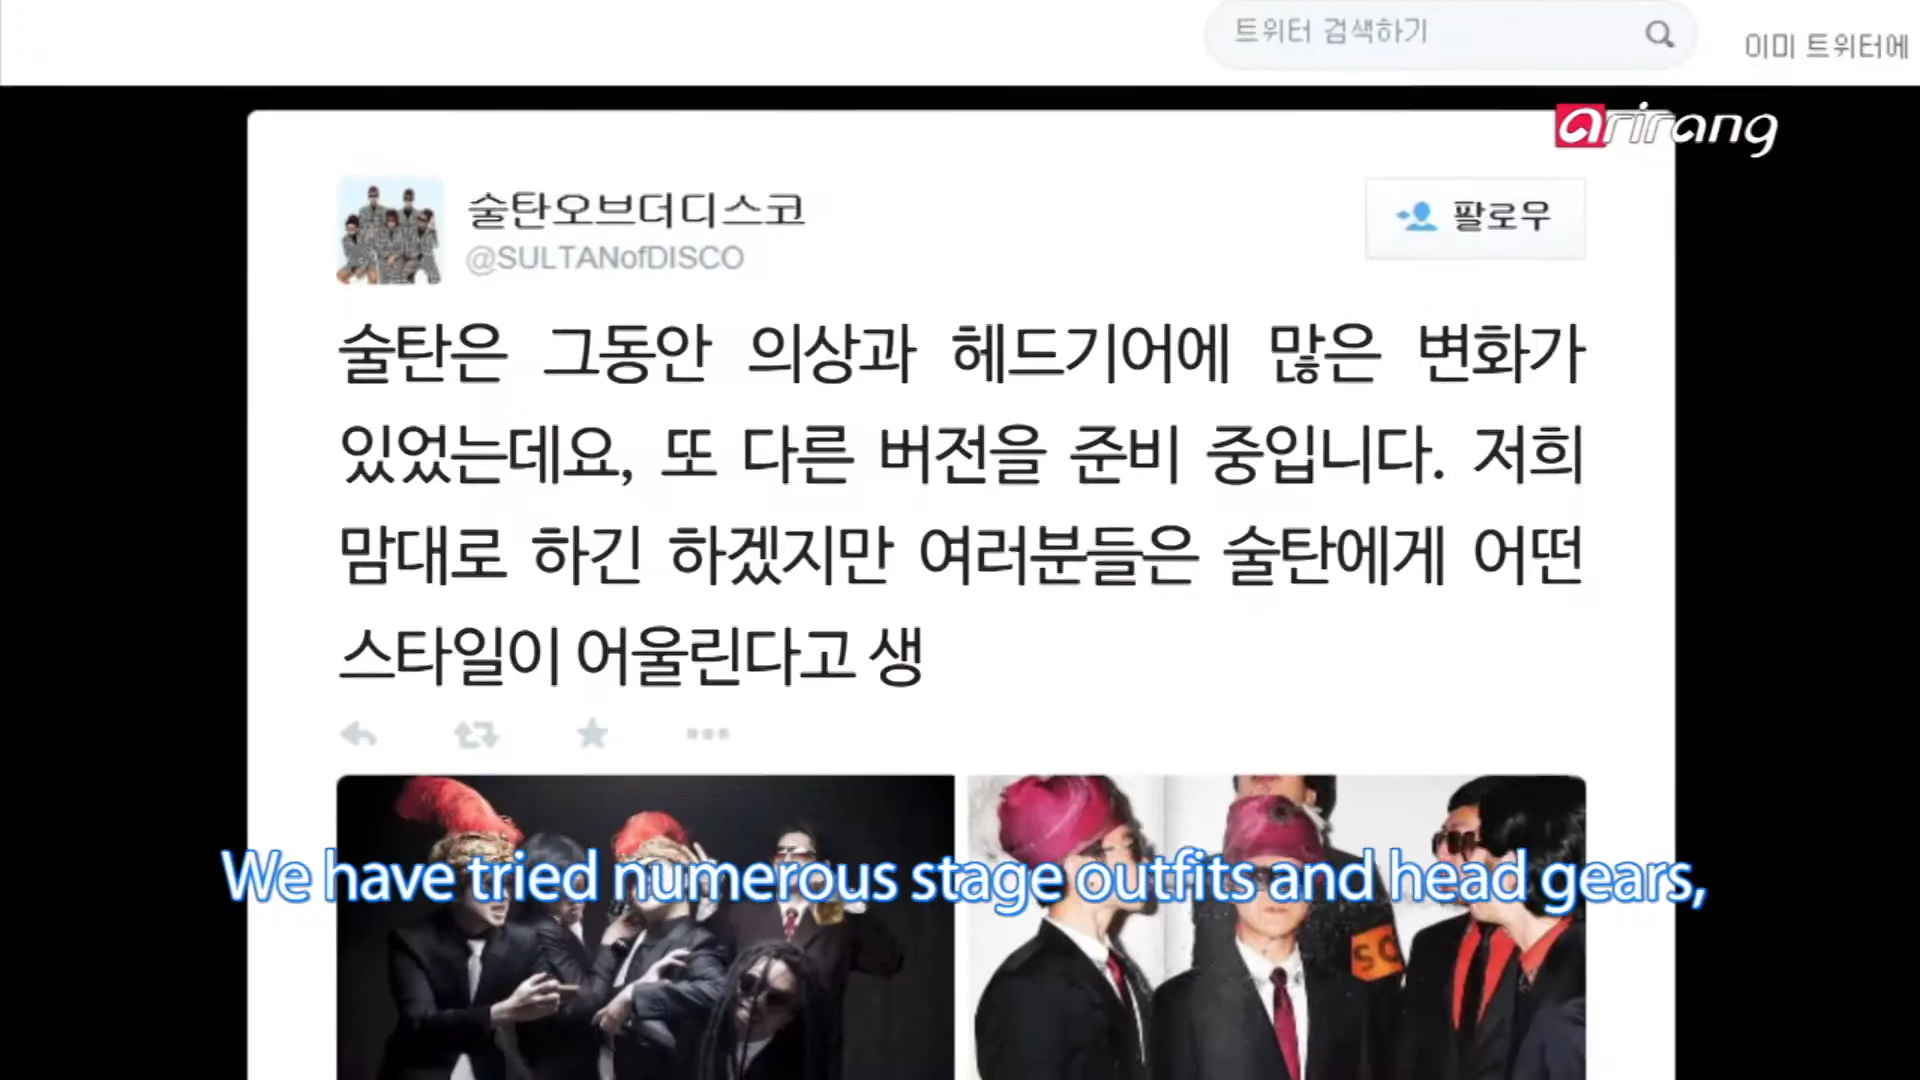 트위터 검색하기
이미 트위터에
arirang
술탄오브더디스코
@SULTANofDISCO
팔로우
술탄은 그동안 의상과 헤드기어에 많은 변화가
있었는데요, 또 다른 버전을 준비 중입니다. 저희
맘대로 하긴 하겠지만 여러분들은 술탄에게 어떤
스타일이 어울린다고 생
We have tried numerous stage outfits and head gears,
SC